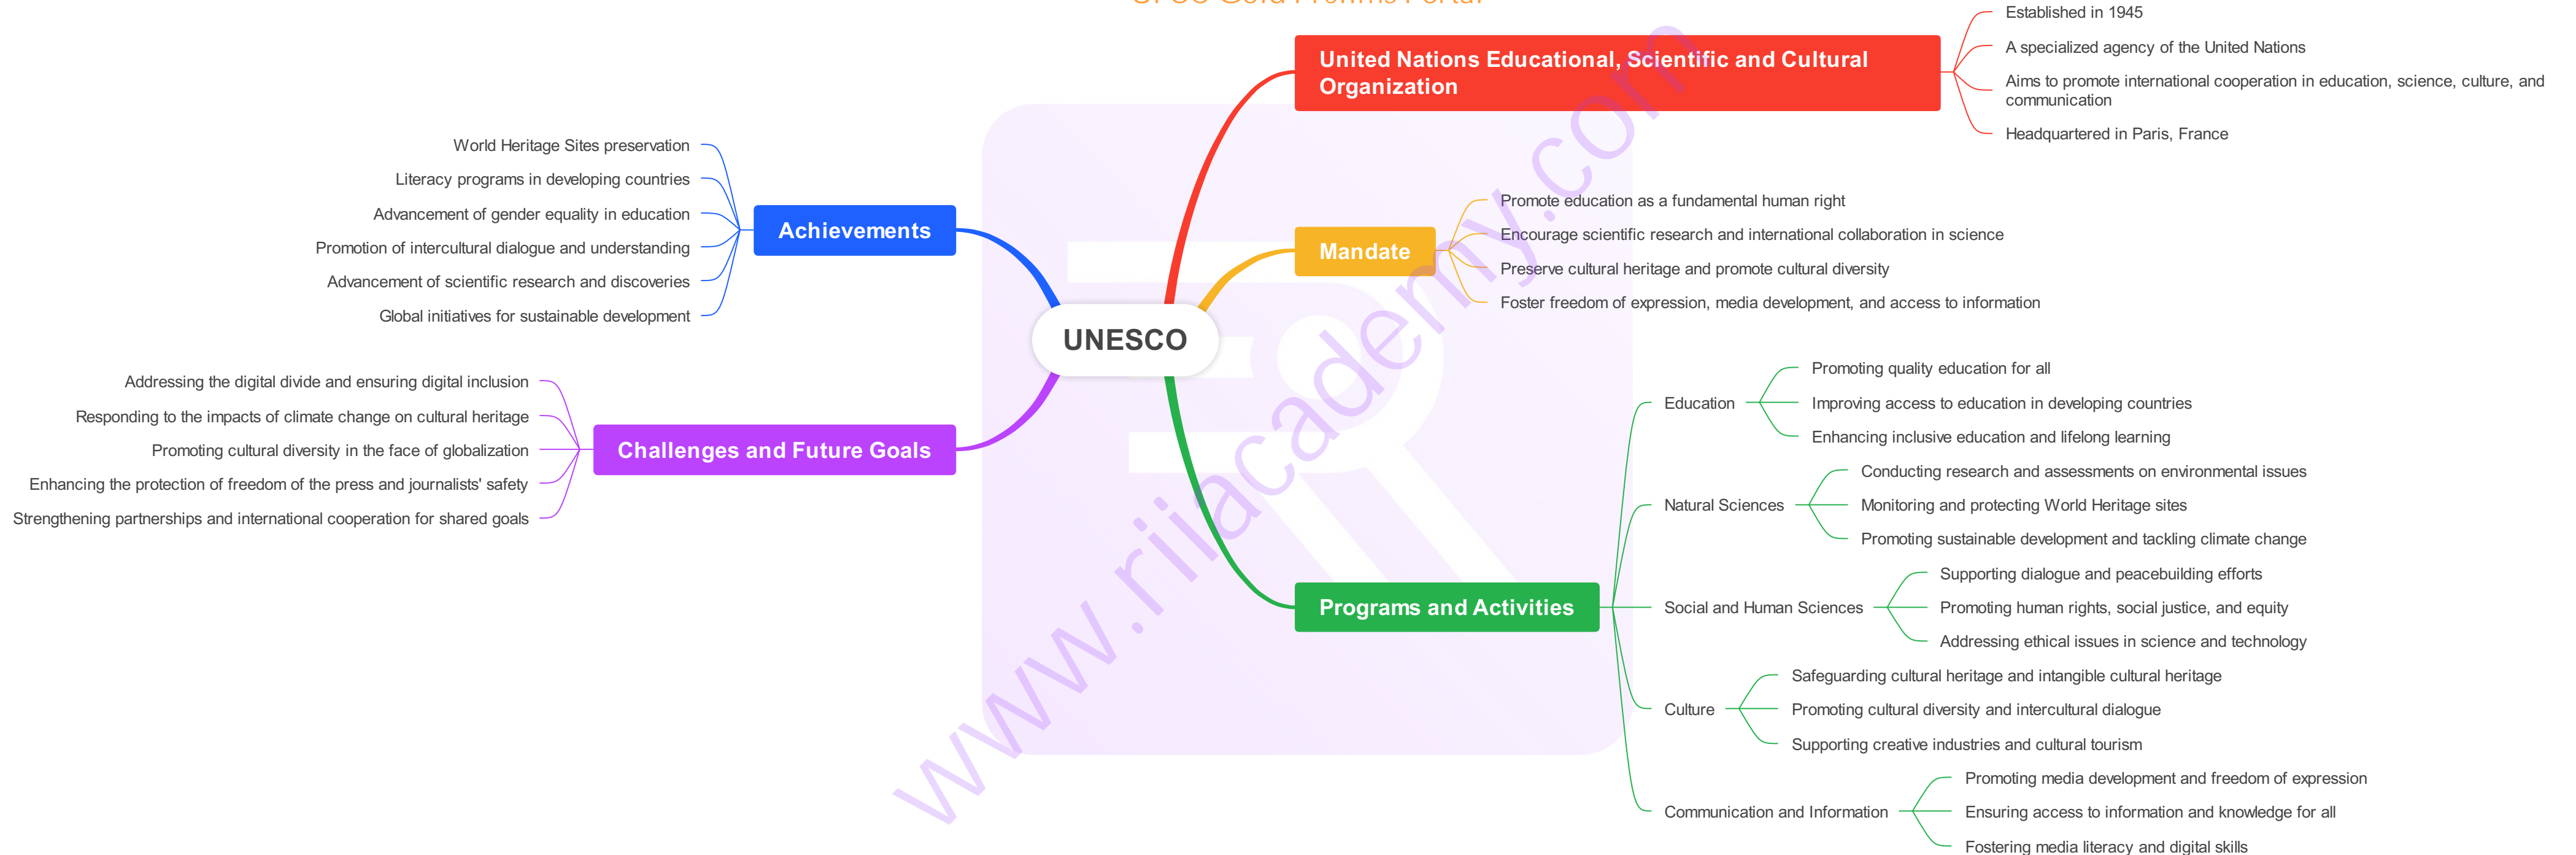 UPSC Gold Prelims Portal
United Nations Educational, Scientific and Cultural
Organization
Established in 1945
A specialized agency of the United Nations
Aims to promote international cooperation in education, science, culture, and
communication
Headquartered in Paris, France
Mandate
Promote education as a fundamental human right
Encourage scientific research and international collaboration in science
Preserve cultural heritage and promote cultural diversity
Foster freedom of expression, media development, and access to information
UNESCO
Achievements
World Heritage Sites preservation
Literacy programs in developing countries
Advancement of gender equality in education
Promotion of intercultural dialogue and understanding
Advancement of scientific research and discoveries
Global initiatives for sustainable development
Challenges and Future Goals
Addressing the digital divide and ensuring digital inclusion
Responding to the impacts of climate change on cultural heritage
Promoting cultural diversity in the face of globalization
Enhancing the protection of freedom of the press and journalists' safety
Strengthening partnerships and international cooperation for shared goals
Programs and Activities
Education
Promoting quality education for all
Improving access to education in developing countries
Enhancing inclusive education and lifelong learning
Natural Sciences
Conducting research and assessments on environmental issues
Monitoring and protecting World Heritage sites
Promoting sustainable development and tackling climate change
Social and Human Sciences
Supporting dialogue and peacebuilding efforts
Promoting human rights, social justice, and equity
Addressing ethical issues in science and technology
Culture
Safeguarding cultural heritage and intangible cultural heritage
Promoting cultural diversity and intercultural dialogue
Supporting creative industries and cultural tourism
Communication and Information
Promoting media development and freedom of expression
Ensuring access to information and knowledge for all
Fostering media literacy and digital skills